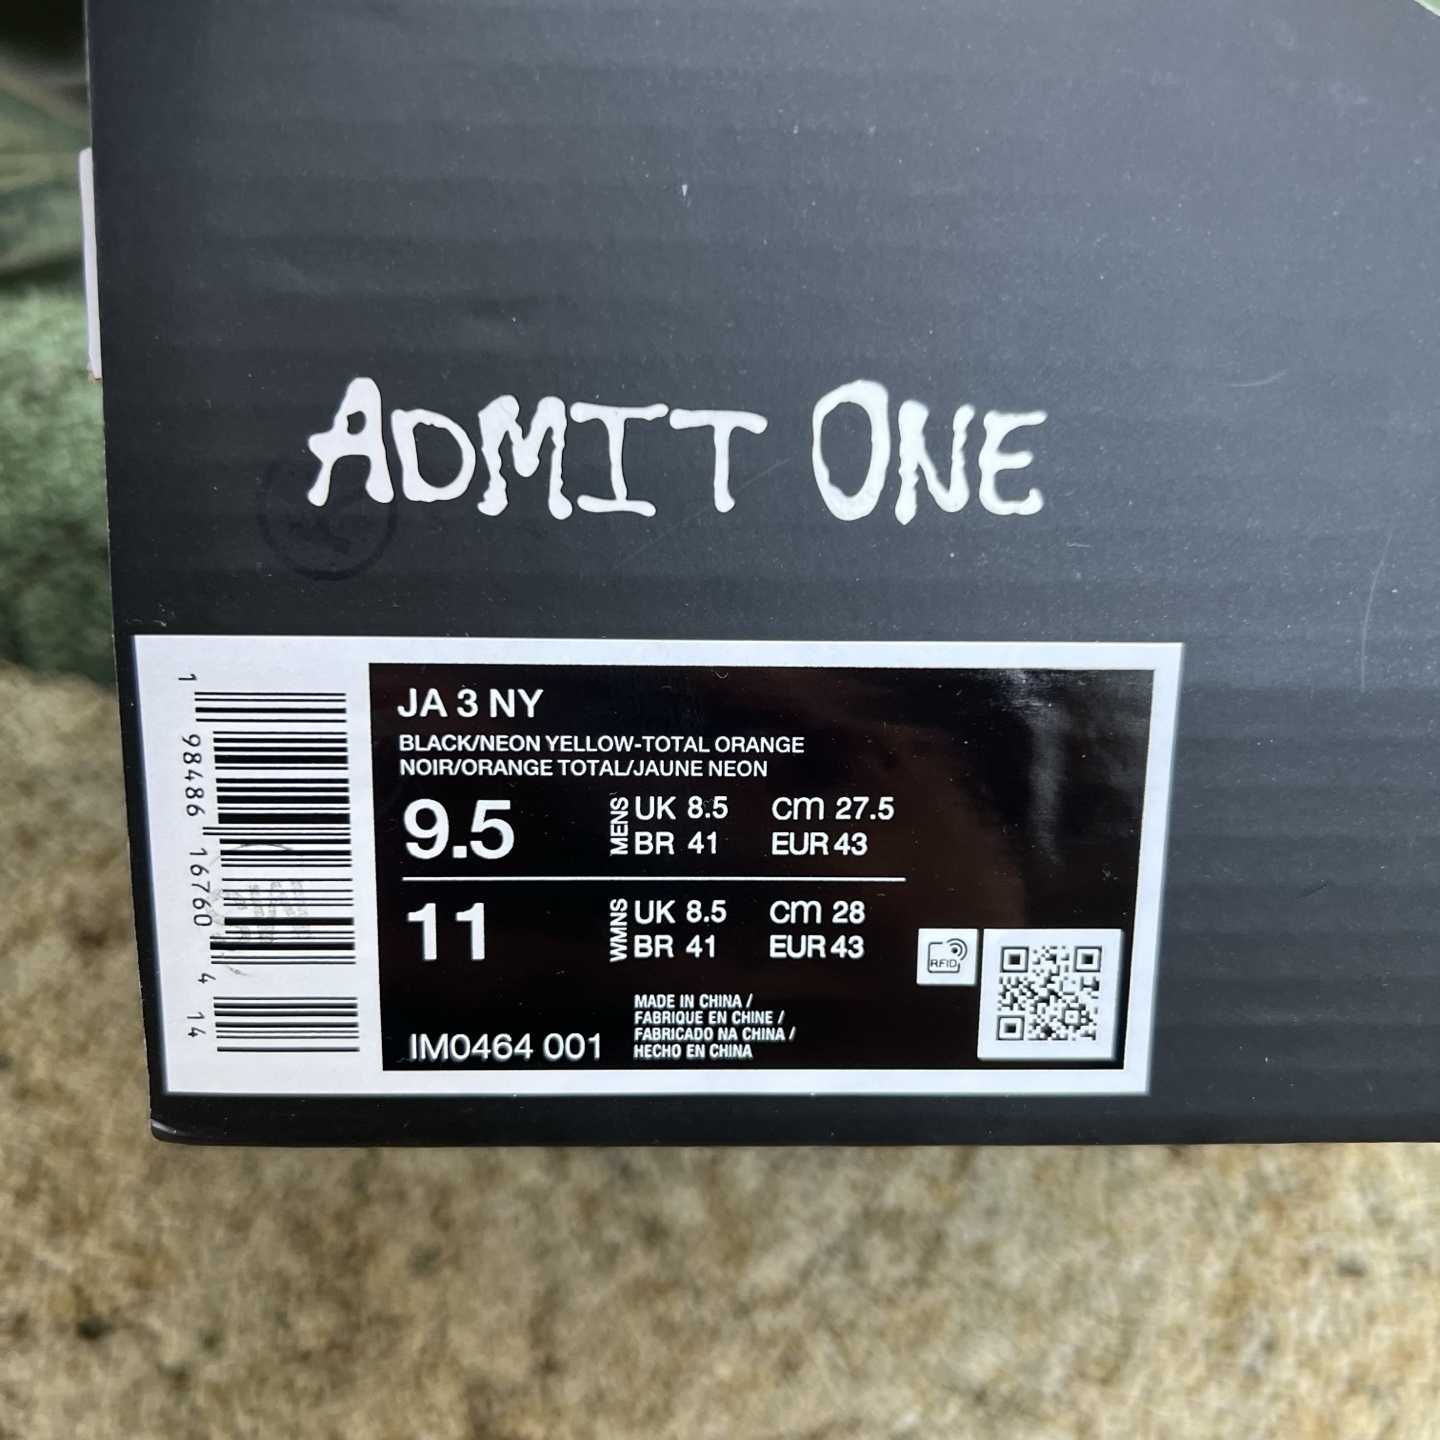 ADMIT ONE
JA 3 NY
BLACK/NEON YELLOW-TOTAL ORANGE
NOIR/ORANGE TOTAL/JAUNE NEON
9.5 MENS UK 8.5 CM 27.5
BR 41 EUR 43
11 WMNS UK 8.5 CM 28
BR 41 EUR 43
IM0464 001
MADE IN CHINA /
FABRIQUE EN CHINE /
FABRICADO NA CHINA /
HECHO EN CHINA
RFID
1 98486 16760 4 14